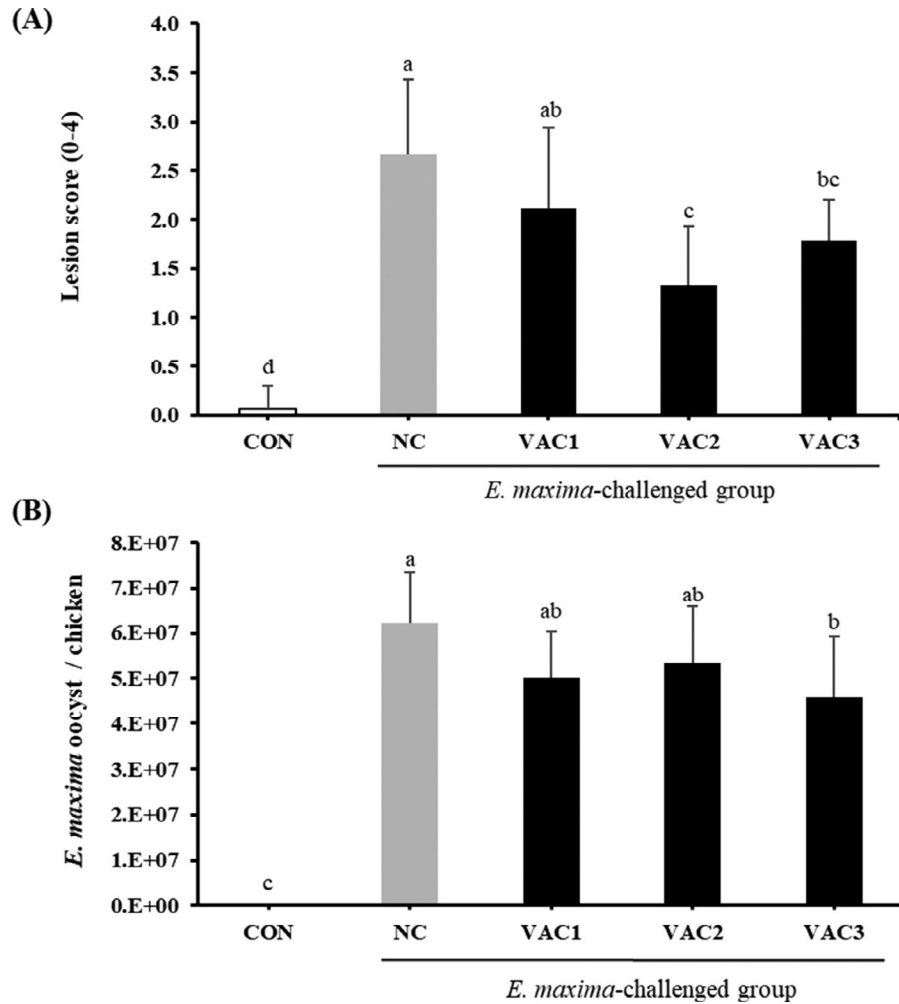 (A)
Lesion score (0-4)
4.0
3.5
3.0
2.5
2.0
1.5
1.0
0.5
0.0
d
a
ab
c
bc
CON NC VAC1 VAC2 VAC3
E. maxima-challenged group
(B)
E. maxima oocyst / chicken
8.E+07
7.E+07
6.E+07
5.E+07
4.E+07
3.E+07
2.E+07
1.E+07
0.E+00
c
a
ab
ab
b
CON NC VAC1 VAC2 VAC3
E. maxima-challenged group